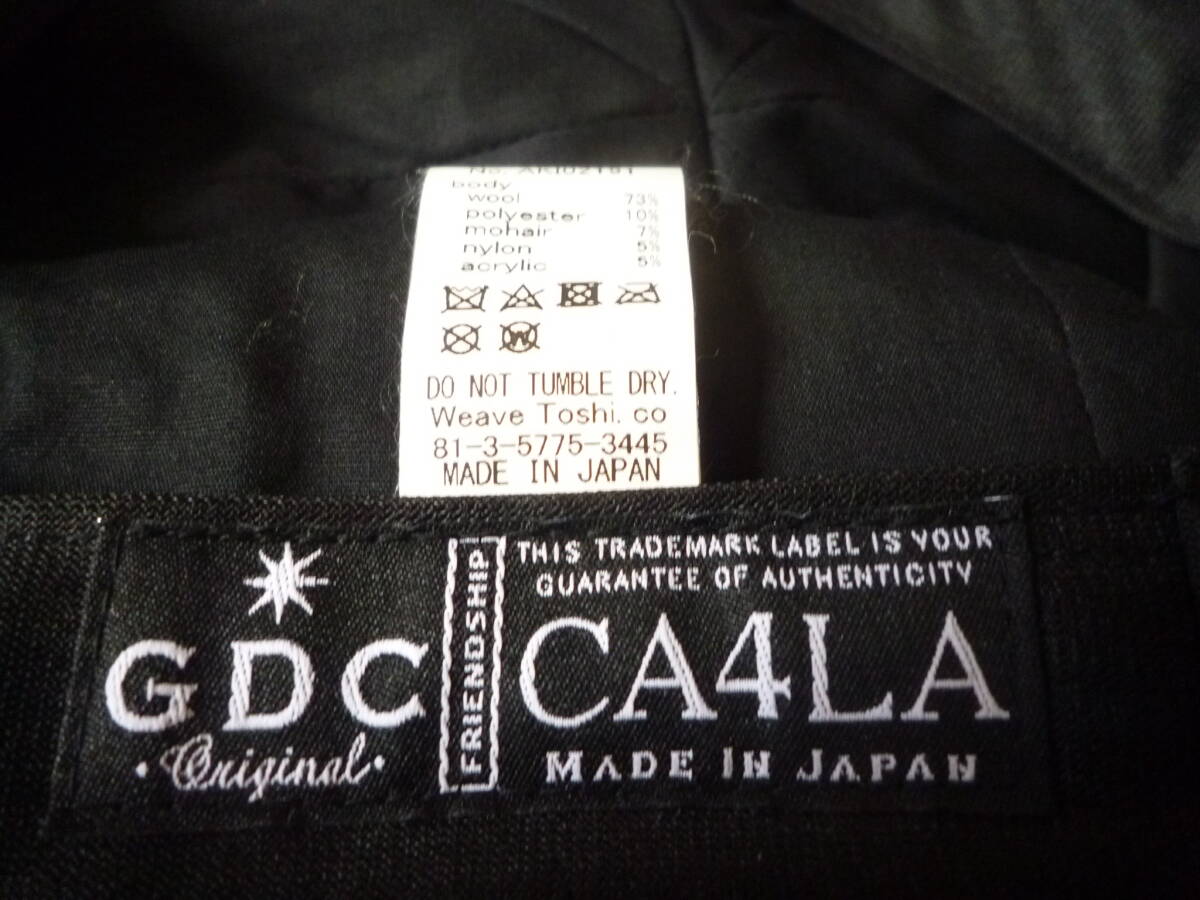 No. AKI02191
body
wool 73%
polyester 10%
mohair 7%
nylon 5%
acrylic 5%
DO NOT TUMBLE DRY.
Weave Toshi. co
81-3-5775-3445
MADE IN JAPAN
GDC
·Original·
FRIENDSHIP
THIS TRADEMARK LABEL IS YOUR
GUARANTEE OF AUTHENTICITY
CA4LA
MADE IN JAPAN